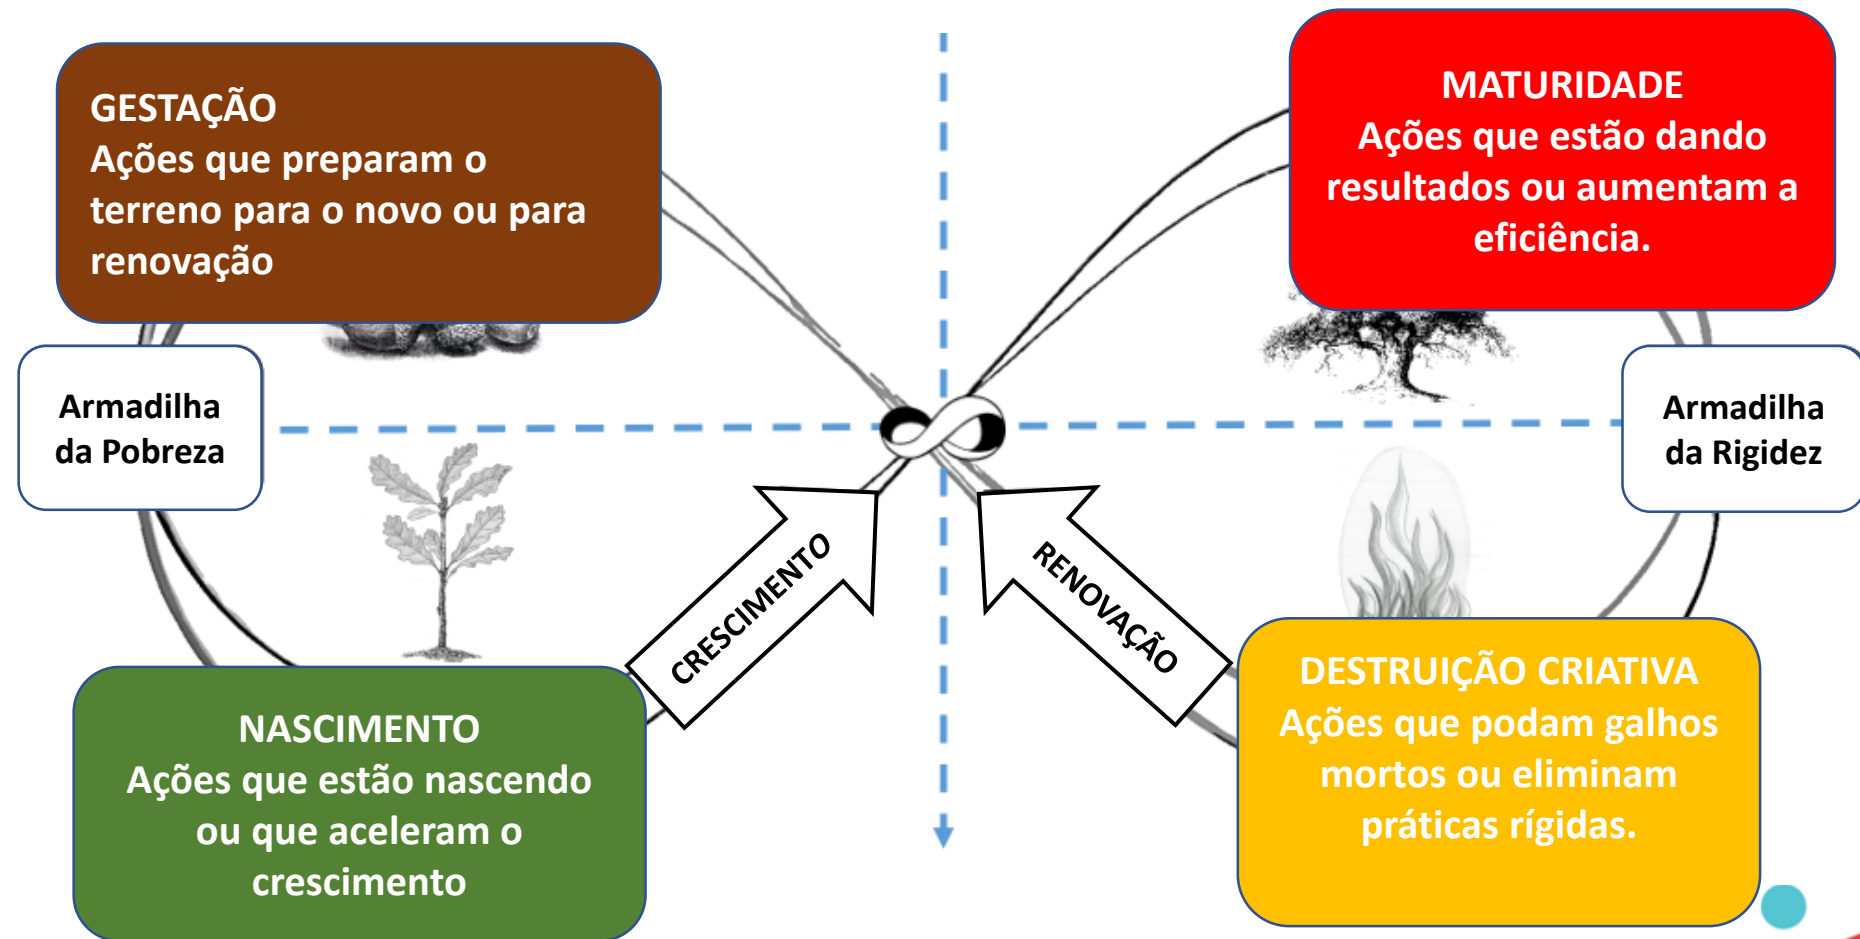 GESTAÇÃO
Ações que preparam o
terreno para o novo ou para
renovação
MATURIDADE
Ações que estão dando
resultados ou aumentam a
eficiência.
Armadilha
da Pobreza
Armadilha
da Rigidez
CRESCIMENTO
RENOVAÇÃO
NASCIMENTO
Ações que estão nascendo
ou que aceleram o
crescimento
DESTRUIÇÃO CRIATIVA
Ações que podam galhos
mortos ou eliminam
práticas rígidas.